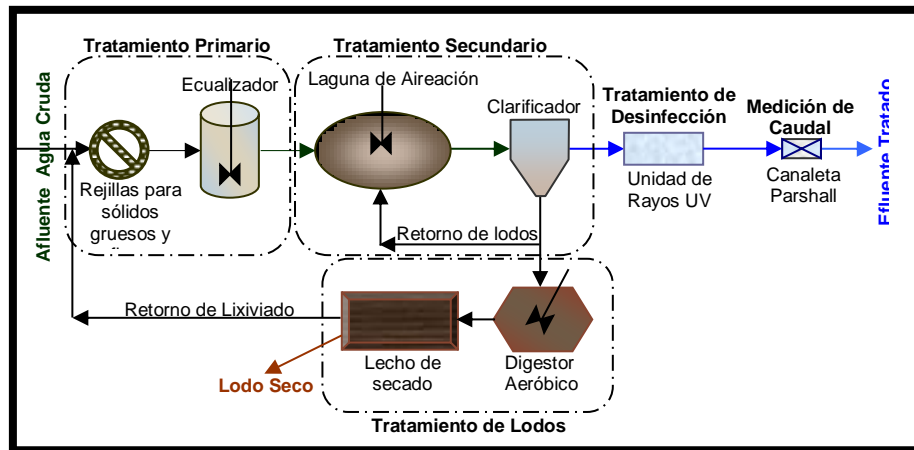 Tratamiento Primario
Tratamiento Secundario
Afluente Agua Cruda
Ecualizador
Rejillas para
sólidos
gruesos y
Laguna de Aireación
Clarificador
Retorno de lodos
Tratamiento de
Desinfección
Unidad de
Rayos UV
Medición de
Caudal
Canaleta
Parshall
Efluente Tratado
Retorno de Lixiviado
Lodo Seco
Lecho de
secado
Digestor
Aeróbico
Tratamiento de Lodos